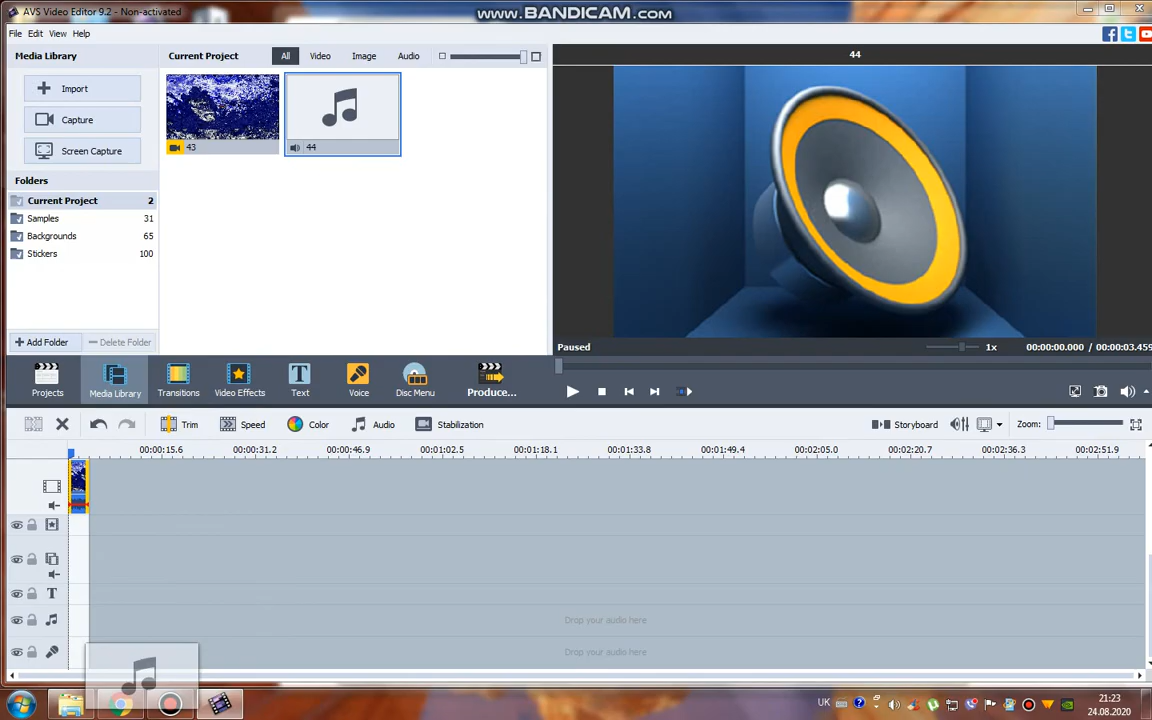 AVS Video Editor 9.2 - Non-activated
www.BANDICAM.com
File Edit View Help
Media Library
Current Project All Video Image Audio
44
Import
Capture
Screen Capture
43
44
Folders
Current Project 2
Samples 31
Backgrounds 65
Stickers 100
Add Folder
Delete Folder
Paused
1x
00:00:00.000 / 00:00:03.459
Projects
Media Library
Transitions
Video Effects
Text
Voice
Disc Menu
Produce...
Trim
Speed
Color
Audio
Stabilization
Storyboard
Zoom:
00:00:15.6 00:00:31.2 00:00:46.9 00:01:02.5 00:01:18.1 00:01:33.8 00:01:49.4 00:02:05.0 00:02:20.7 00:02:36.3 00:02:51.9
T
Drop your audio here
Drop your audio here
UK
21:23
24.08.2020